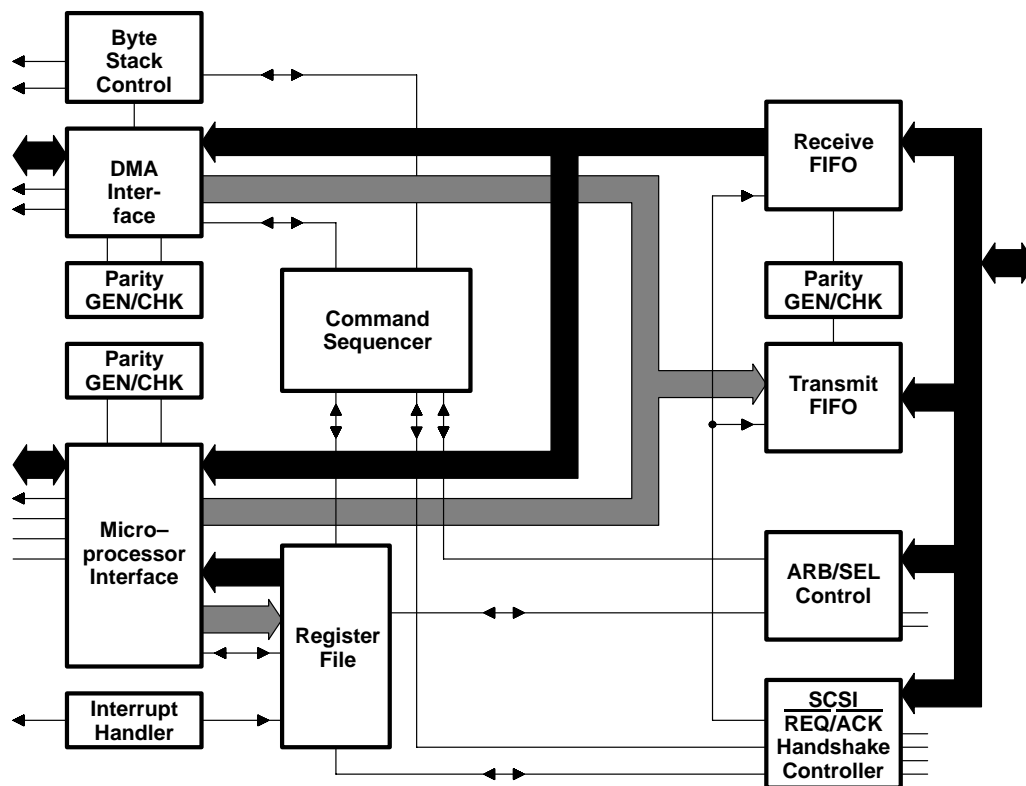 Byte
Stack
Control
DMA
Inter-
face
Parity
GEN/CHK
Parity
GEN/CHK
Micro–
processor
Interface
Interrupt
Handler
Command
Sequencer
Register
File
Receive
FIFO
Parity
GEN/CHK
Transmit
FIFO
ARB/SEL
Control
SCSI
REQ/ACK
Handshake
Controller